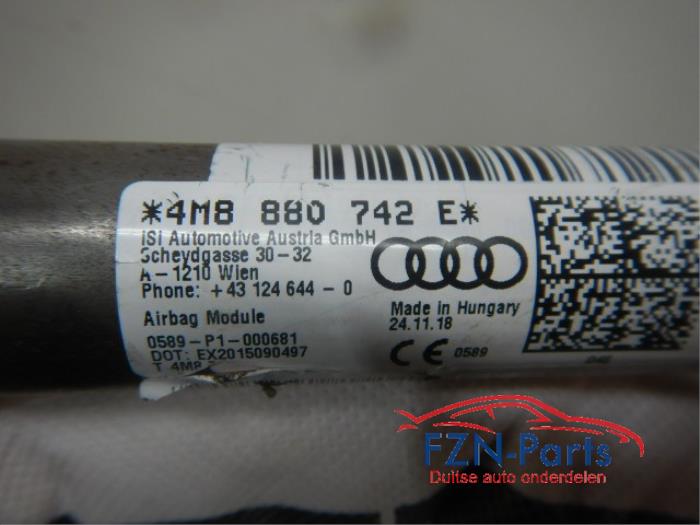 *4M8 880 742 E*
iSi Automotive Austria GmbH
Scheydgasse 30-32
A-1210 Wien
Phone: +43 124 644-0
Airbag Module
0589-P1-000681
DOT: EX2015090497
T 4M8
Made in Hungary
24.11.18
CE 0589
FZN-Parts
Duitse auto onderdelen